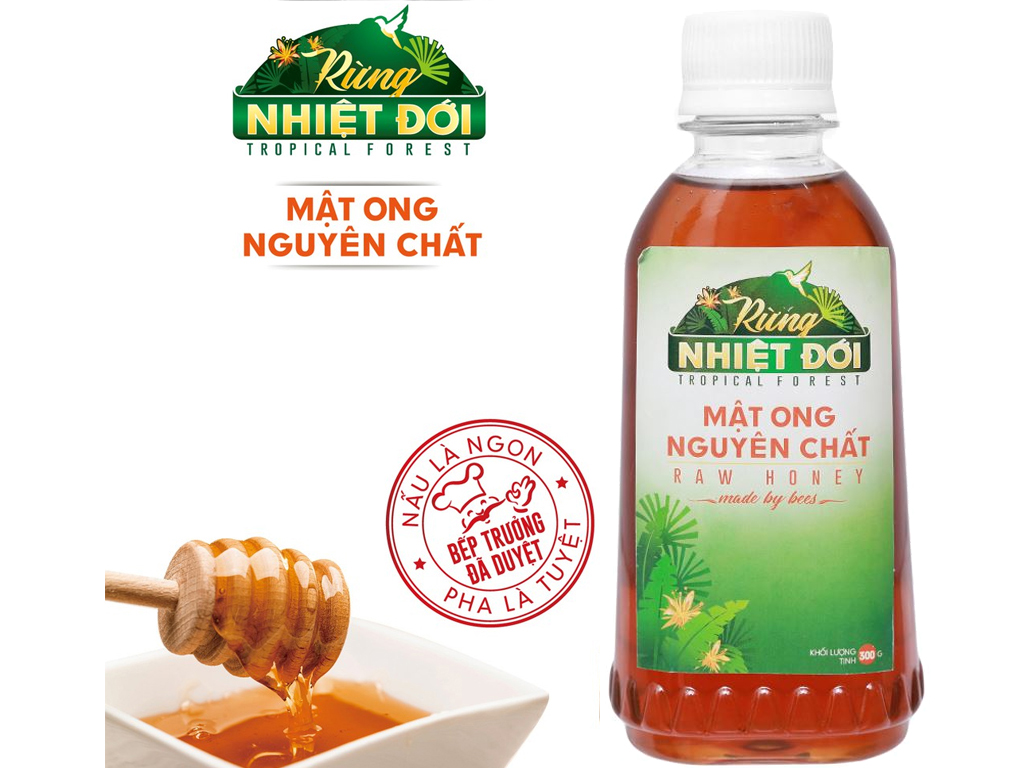 Rừng
NHIỆT ĐỚI
TROPICAL FOREST
MẬT ONG
NGUYÊN CHẤT
NẤU LÀ NGON
BẾP TRƯỞNG
ĐÃ DUYỆT
PHA LÀ TUYỆT
Rừng
NHIỆT ĐỚI
TROPICAL FOREST
MẬT ONG
NGUYÊN CHẤT
RAW HONEY
made by bees
KHỐI LƯỢNG
TỊNH 300 G